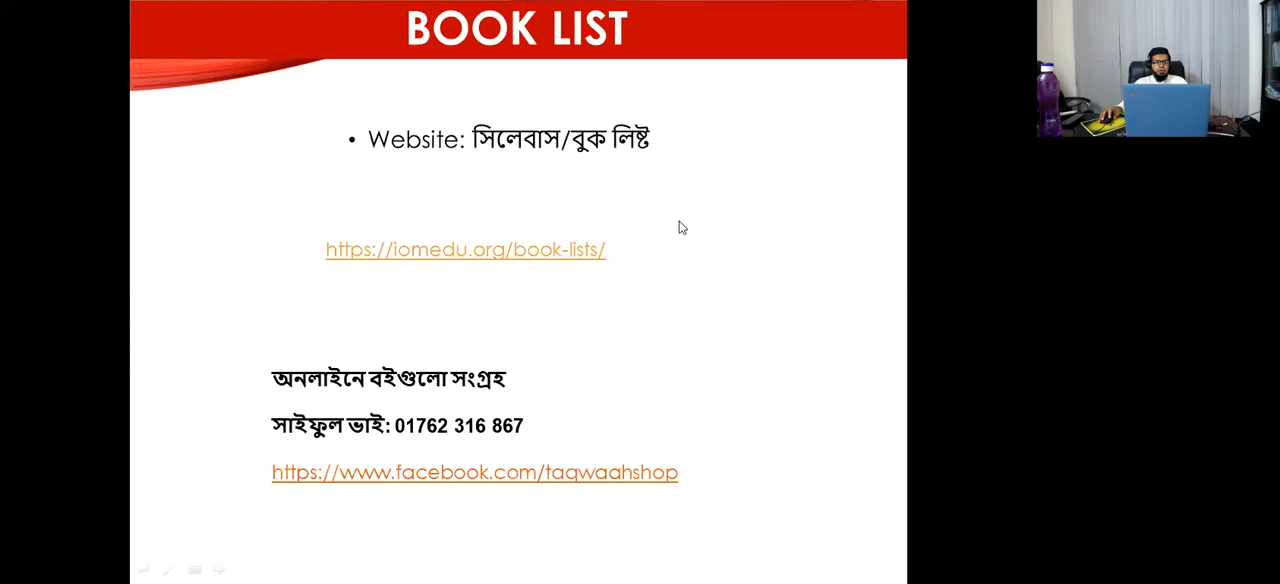 BOOK LIST
• Website: সিলেবাস/বুক লিষ্ট
https://iomedu.org/book-lists/
অনলাইনে বইগুলো সংগ্রহ
সাইফুল ভাই: 01762 316 867
https://www.facebook.com/taqwaahshop